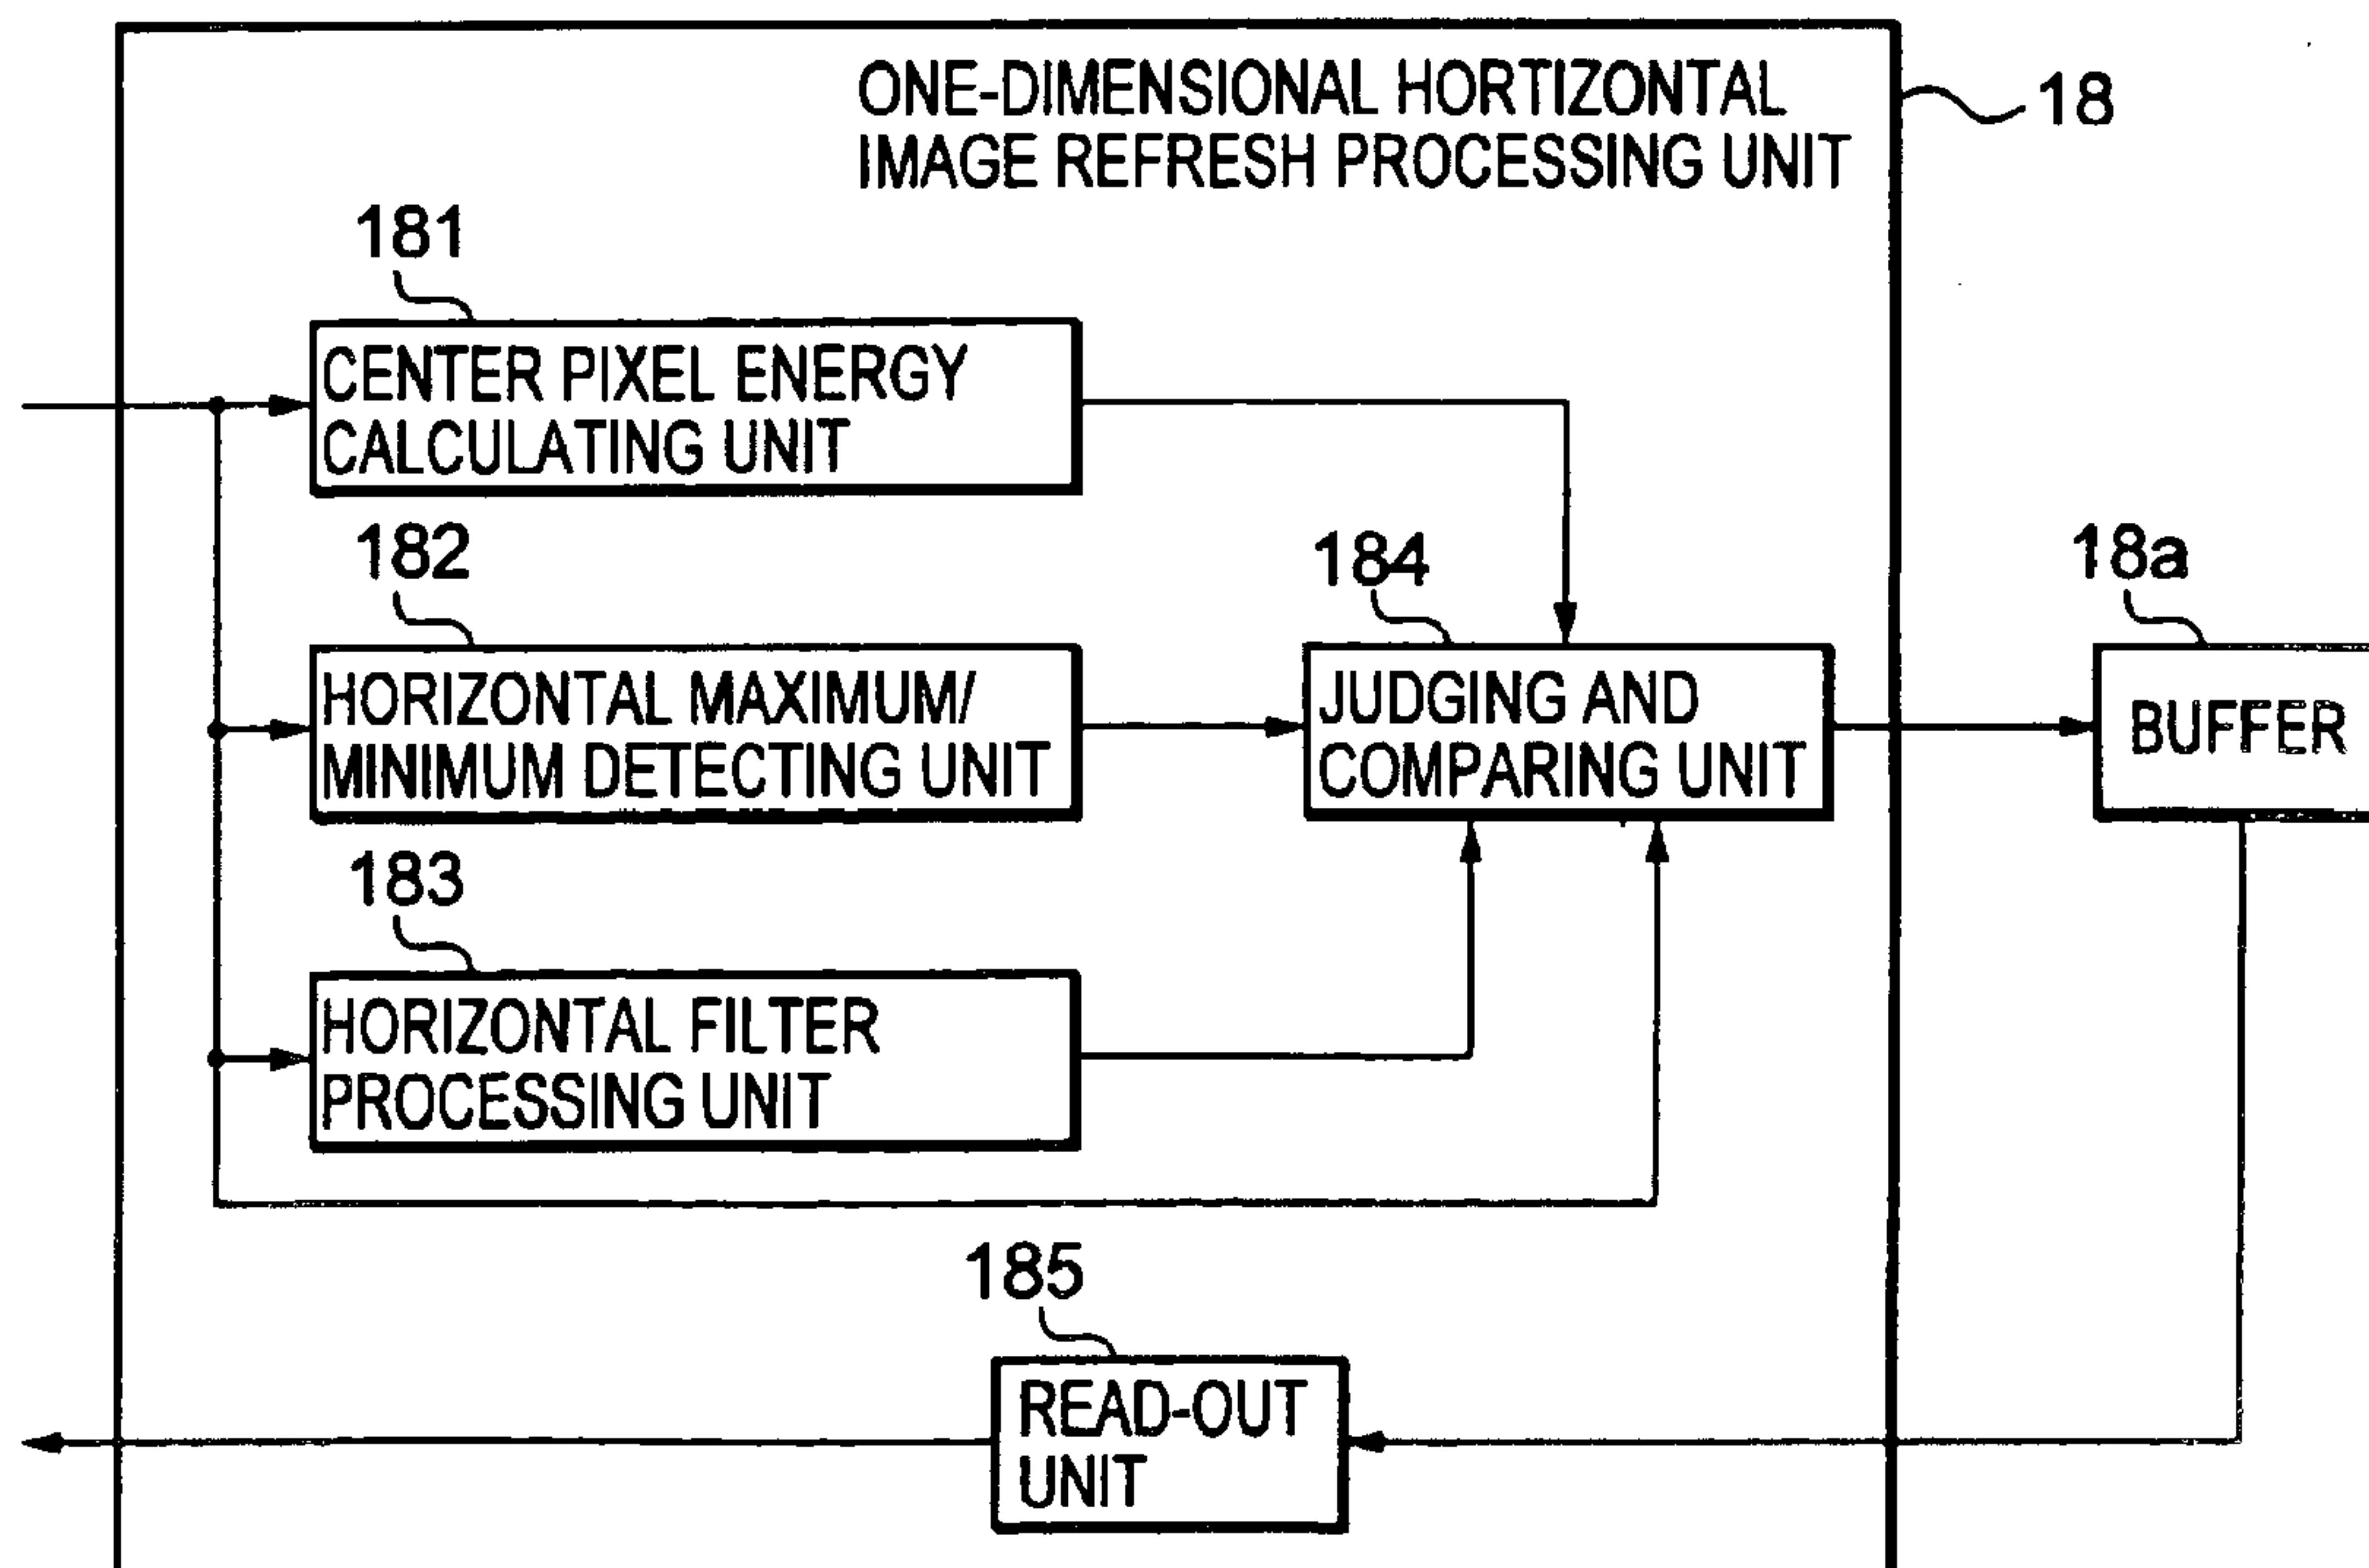 ONE-DIMENSIONAL HORTIZONTAL
IMAGE REFRESH PROCESSING UNIT
18
181
CENTER PIXEL ENERGY
CALCULATING UNIT
182
HORIZONTAL MAXIMUM/
MINIMUM DETECTING UNIT
184
JUDGING AND
COMPARING UNIT
18a
BUFFER
183
HORIZONTAL FILTER
PROCESSING UNIT
185
READ-OUT
UNIT